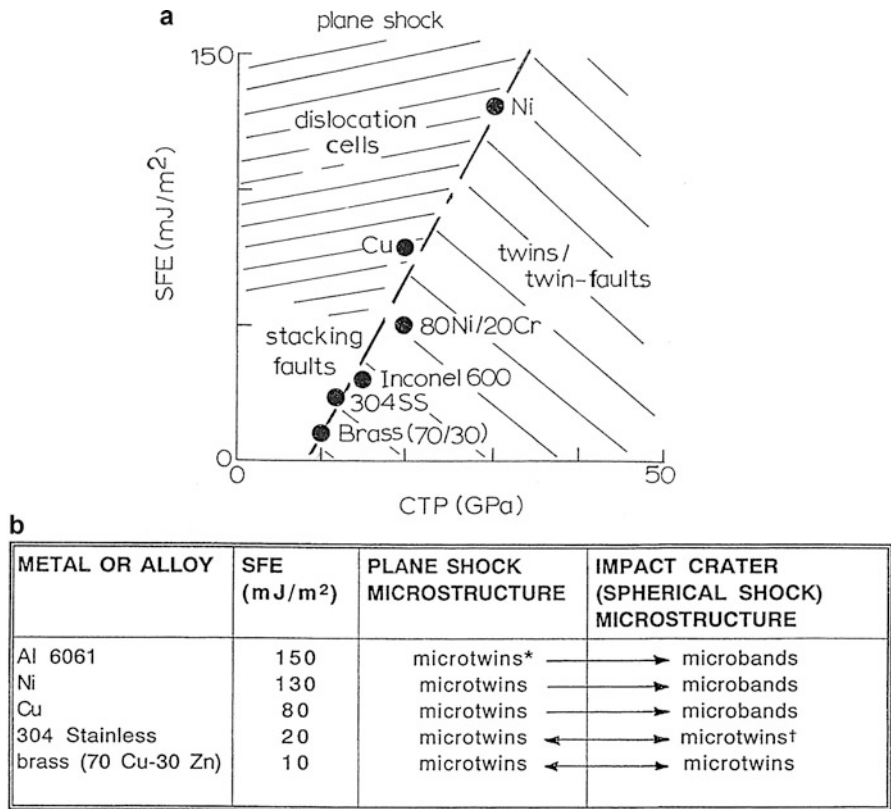 a
plane shock
150
Ni
dislocation
cells
SFE (mJ/m²)
Cu
twins/
twin-faults
80Ni/20Cr
stacking
faults
Inconel 600
304SS
Brass (70/30)
0
0
50
CTP (GPa)
b
METAL OR ALLOY
SFE
(mJ/m²)
PLANE SHOCK
MICROSTRUCTURE
IMPACT CRATER
(SPHERICAL SHOCK)
MICROSTRUCTURE
Al 6061 150 microtwins* microbands
Ni 130 microtwins microbands
Cu 80 microtwins microbands
304 Stainless 20 microtwins microtwins†
brass (70 Cu-30 Zn) 10 microtwins microtwins